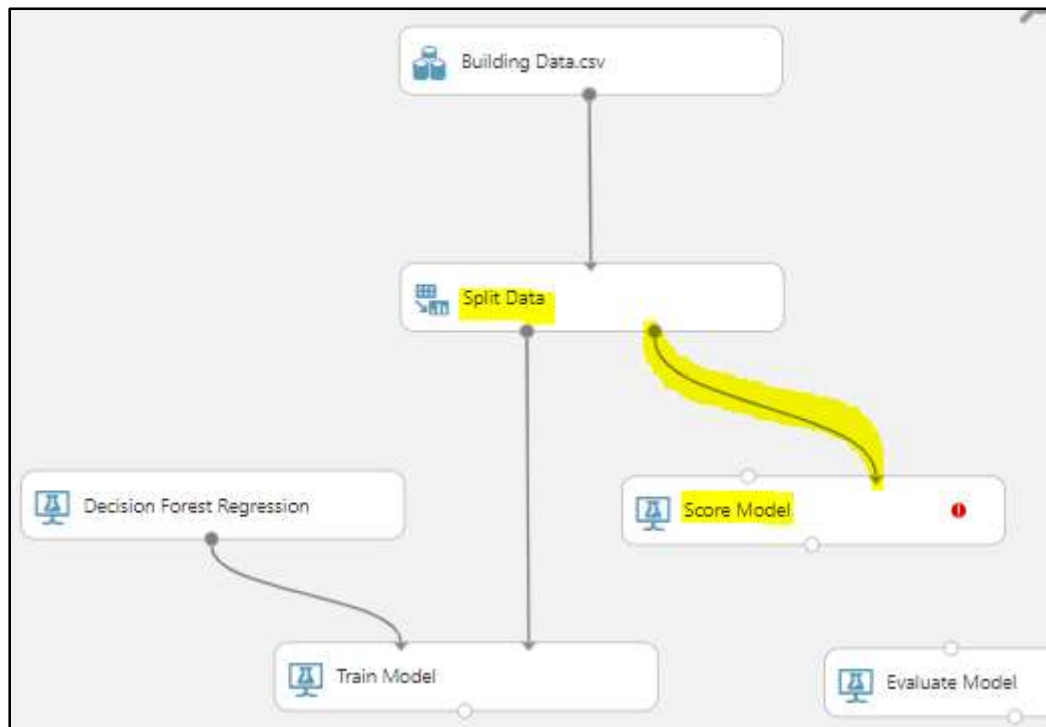 Building Data.csv
Split Data
Decision Forest Regression
Score Model
Train Model
Evaluate Model